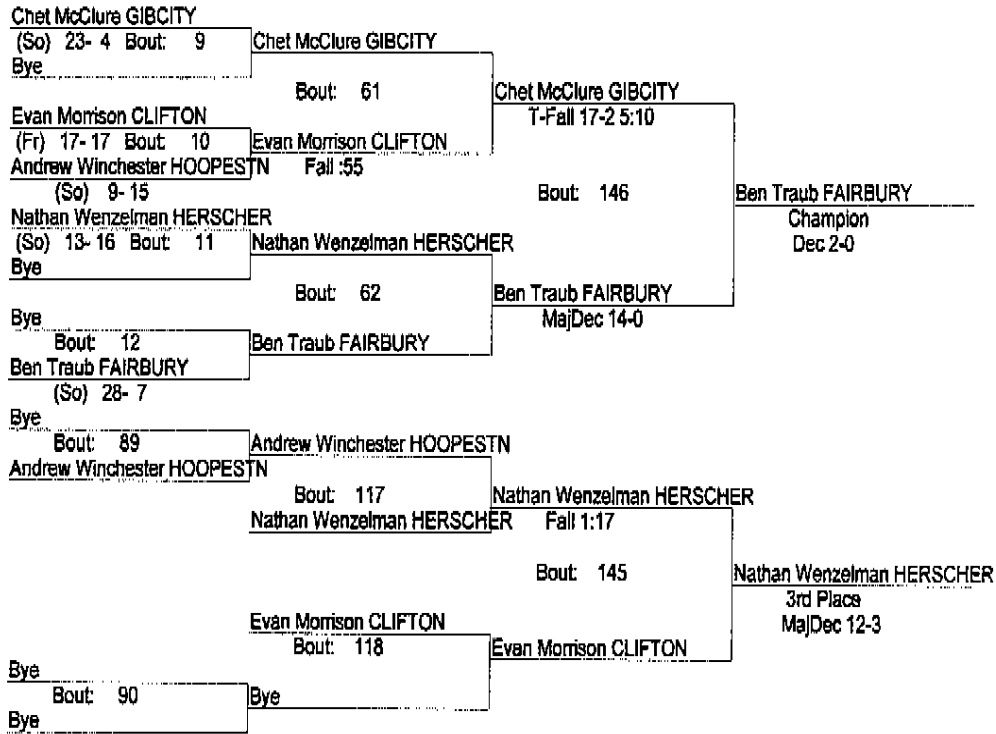 Chet McClure GIBCITY
(So) 23- 4 Bout: 9
Chet McClure GIBCITY
Bye
Bout: 61
Chet McClure GIBCITY
T-Fall 17-2 5:10
Evan Morrison CLIFTON
(Fr) 17- 17 Bout: 10
Evan Morrison CLIFTON
Andrew Winchester HOOPESTN
Fall :55
(So) 9- 15
Bout: 146
Ben Traub FAIRBURY
Champion
Dec 2-0
Nathan Wenzelman HERSCHER
(So) 13- 16 Bout: 11
Nathan Wenzelman HERSCHER
Bye
Bout: 62
Ben Traub FAIRBURY
MajDec 14-0
Bye
Bout: 12
Ben Traub FAIRBURY
Ben Traub FAIRBURY
(So) 28- 7
Bye
Bout: 89
Andrew Winchester HOOPESTN
Andrew Winchester HOOPESTN
Bout: 117
Nathan Wenzelman HERSCHER
Nathan Wenzelman HERSCHER
Fall 1:17
Bout: 145
Nathan Wenzelman HERSCHER
3rd Place
MajDec 12-3
Evan Morrison CLIFTON
Bout: 118
Evan Morrison CLIFTON
Bye
Bout: 90
Bye
Bye